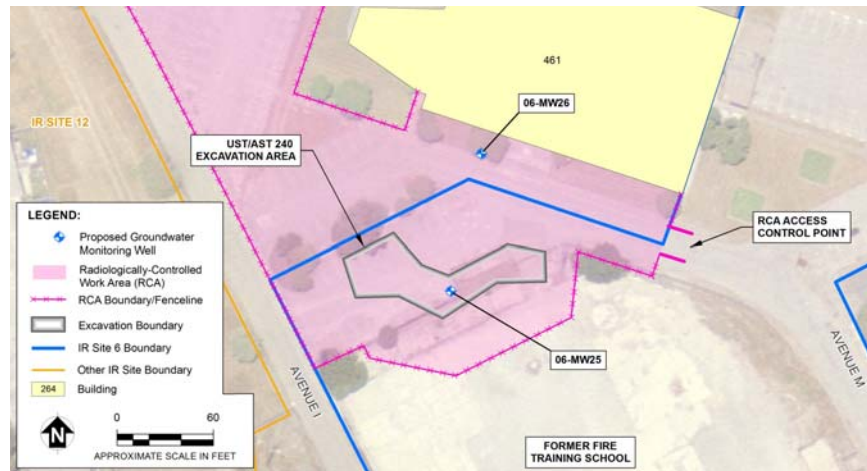 461
06-MW26
IR SITE 12
UST/AST 240
EXCAVATION AREA
RCA ACCESS
CONTROL POINT
LEGEND:
Proposed Groundwater
Monitoring Well
Radiologically-Controlled
Work Area (RCA)
RCA Boundary/Fenceline
Excavation Boundary
IR Site 6 Boundary
Other IR Site Boundary
264
Building
N
0
60
APPROXIMATE SCALE IN FEET
AVENUE I
06-MW25
AVENUE M
FORMER FIRE
TRAINING SCHOOL